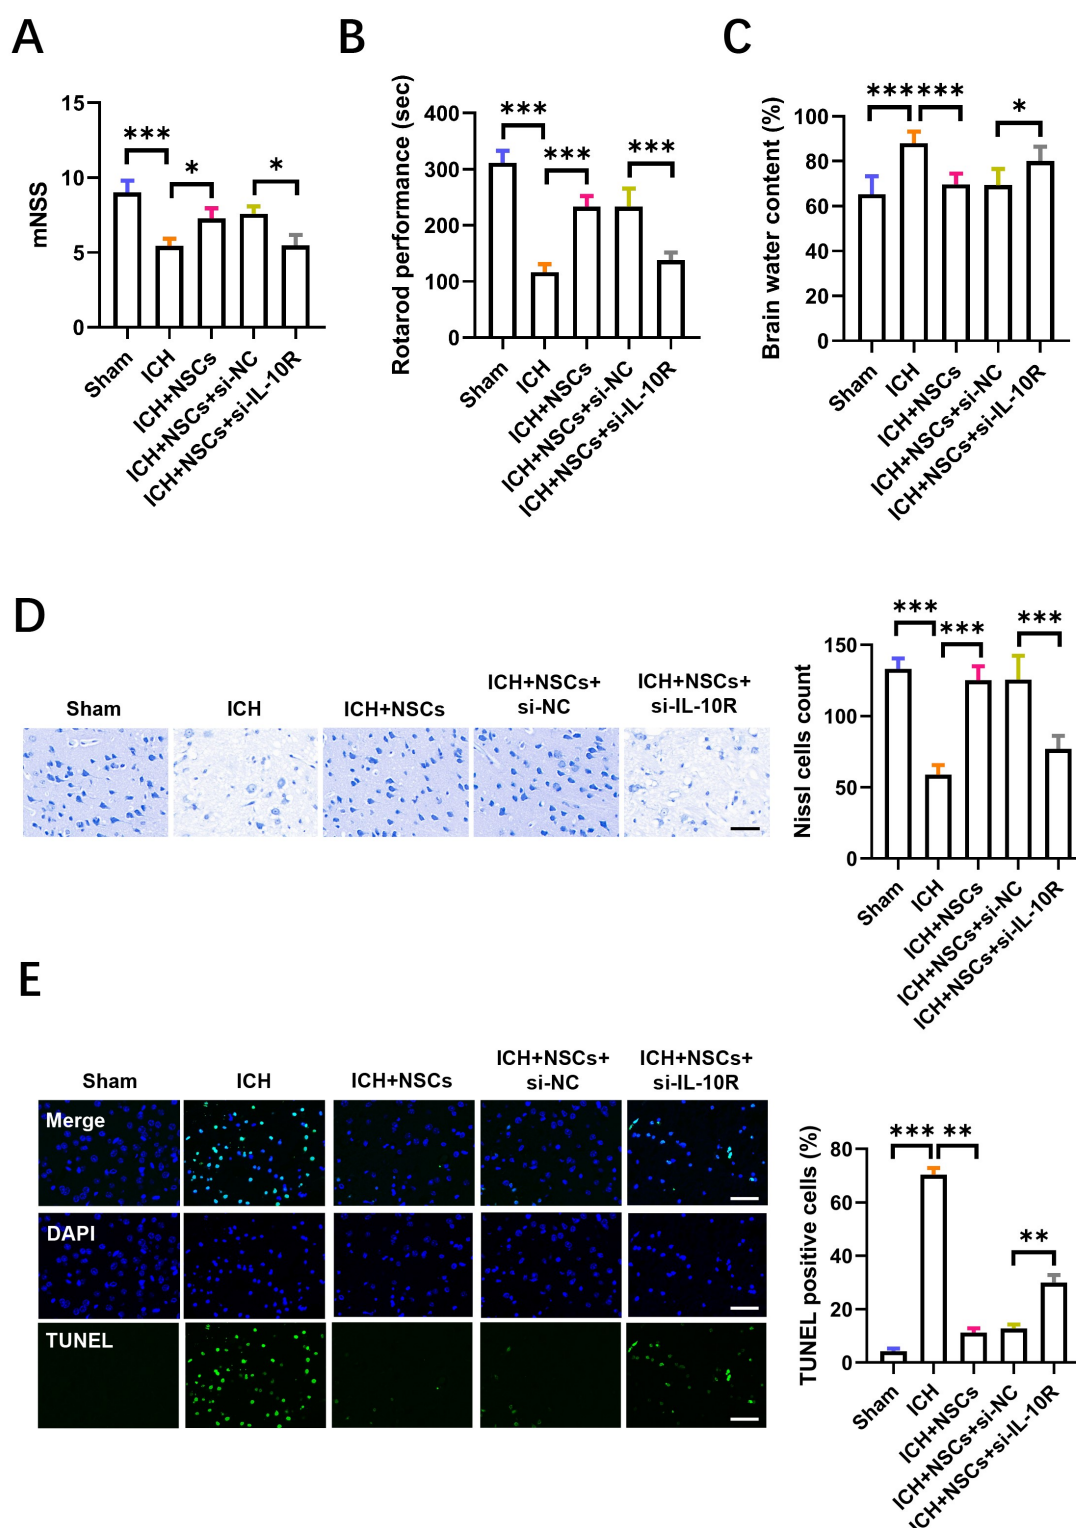 A
B
C
mNSS
15
10
5
0
***
*
*
Sham
ICH
ICH+NSCs
ICH+NSCs+si-NC
ICH+NSCs+si-IL-10R
Rotarod performance (sec)
400
300
200
100
0
***
***
***
Sham
ICH
ICH+NSCs
ICH+NSCs+si-NC
ICH+NSCs+si-IL-10R
Brain water content (%)
100
80
60
40
20
0
***
***
*
Sham
ICH
ICH+NSCs
ICH+NSCs+si-NC
ICH+NSCs+si-IL-10R
D
Sham
ICH
ICH+NSCs
ICH+NSCs+
si-NC
ICH+NSCs+
si-IL-10R
Nissl cells count
150
100
50
0
***
***
***
Sham
ICH
ICH+NSCs
ICH+NSCs+si-NC
ICH+NSCs+si-IL-10R
E
Sham
ICH
ICH+NSCs
ICH+NSCs+
si-NC
ICH+NSCs+
si-IL-10R
Merge
DAPI
TUNEL
TUNEL positive cells (%)
80
60
40
20
0
***
**
**
Sham
ICH
ICH+NSCs
ICH+NSCs+si-NC
ICH+NSCs+si-IL-10R